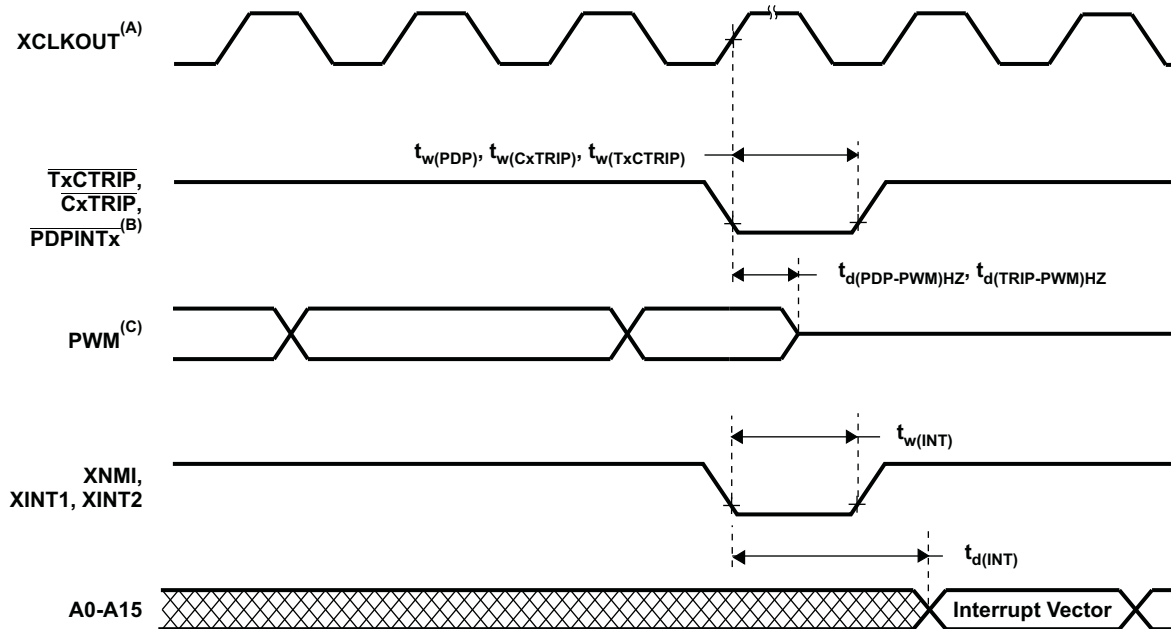 XCLKOUT(A)
tw(PDP), tw(CxTRIP), tw(TxCTRIP)
TxCTRIP,
CxTRIP,
PDPINTx(B)
td(PDP-PWM)HZ, td(TRIP-PWM)HZ
PWM(C)
tw(INT)
XNMI,
XINT1, XINT2
td(INT)
A0-A15
Interrupt Vector